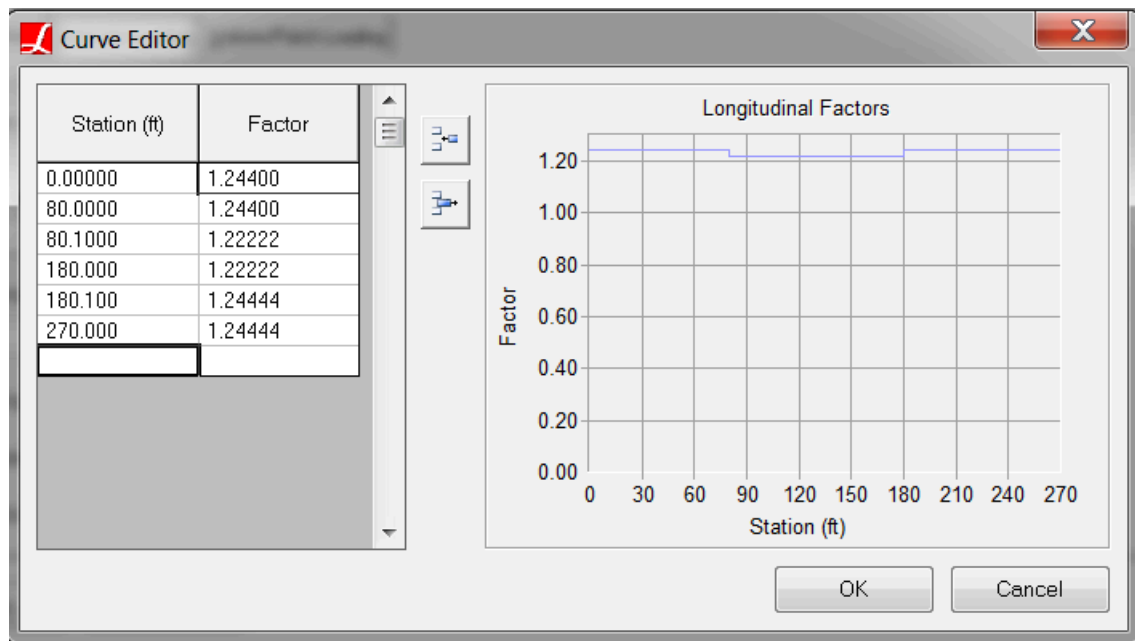 Curve Editor
Station (ft) Factor
0.00000 1.24400
80.0000 1.24400
80.1000 1.22222
180.000 1.22222
180.100 1.24444
270.000 1.24444
Longitudinal Factors
Factor
1.20
1.00
0.80
0.60
0.40
0.20
0.00
0 30 60 90 120 150 180 210 240 270
Station (ft)
OK Cancel